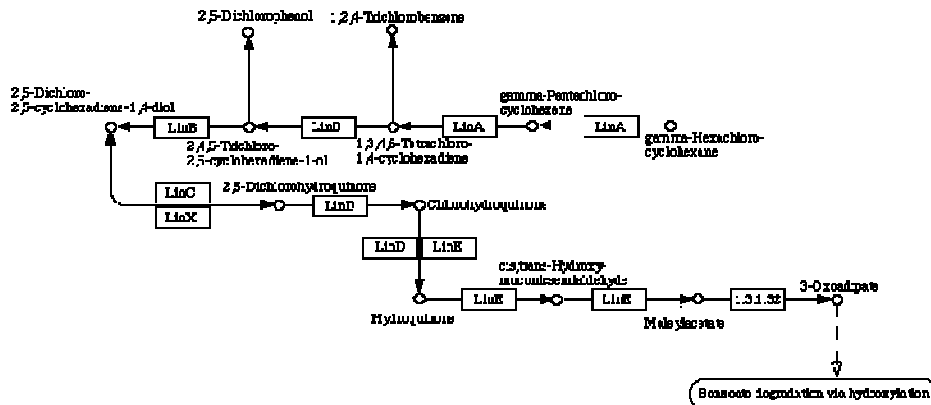 2,5-Dichlorophenol
1,2,4-Trichlorobenzene
2,5-Dichloro-
2,5-cyclohexadiene-1,4-diol
gamma-Pentachloro-
cyclohexene
LinB
LinB
LinA
LinA
2,4,5-Trichloro-
2,5-cyclohexadiene-1-ol
1,3,4,6-Tetrachloro-
1,4-cyclohexadiene
gamma-Hexachloro-
cyclohexane
LinC
LinX
2,5-Dichlorohydroquinone
LinD
Chlorohydroquinone
LinD
LinE
cis,trans-Hydroxy-
muconicsemialdehyde
LinE
LinE
1.3.1.32
3-Oxoadipate
Hydroquinone
Maleylacetate
Benzoate degradation via hydroxylation